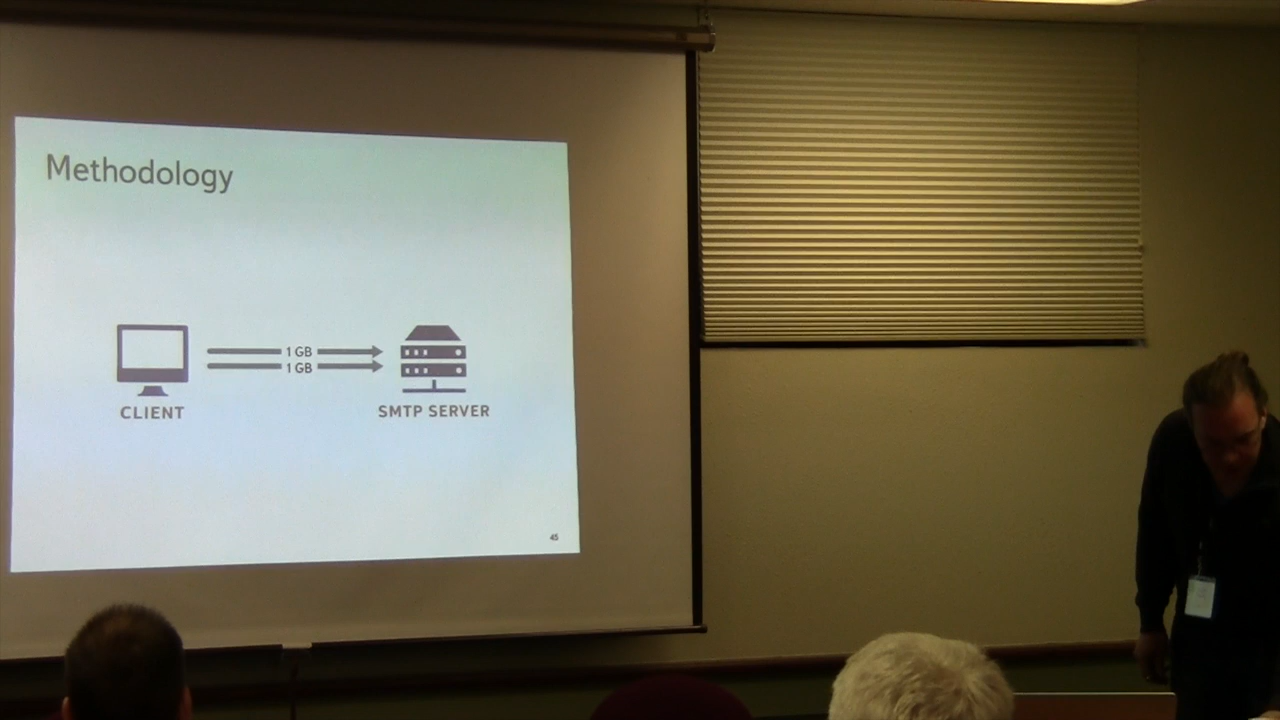 Methodology
1 GB
1 GB
CLIENT
SMTP SERVER
45